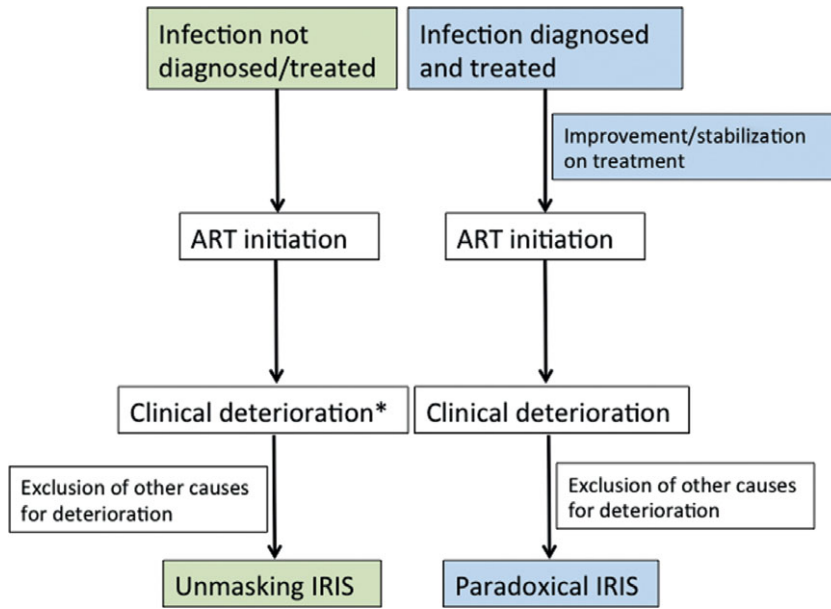 Infection not
diagnosed/treated
Infection diagnosed
and treated
Improvement/stabilization
on treatment
ART initiation
ART initiation
Clinical deterioration*
Clinical deterioration
Exclusion of other causes
for deterioration
Exclusion of other causes
for deterioration
Unmasking IRIS
Paradoxical IRIS